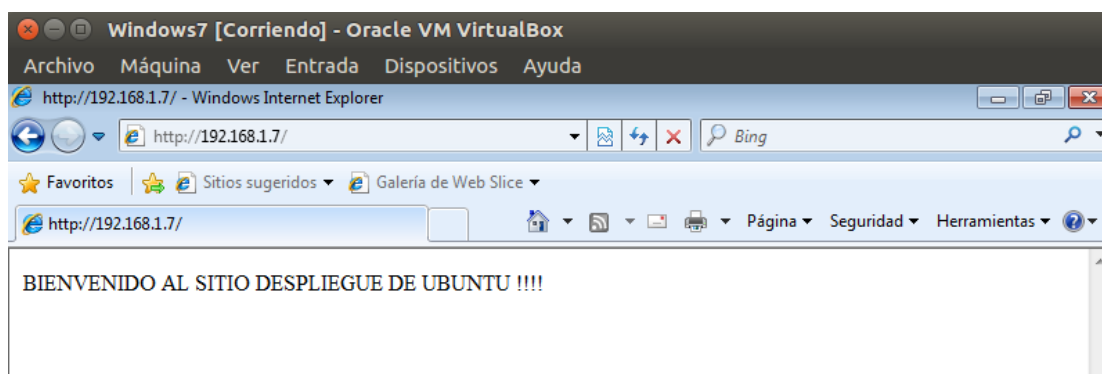 Windows7 [Corriendo] - Oracle VM VirtualBox
Archivo Máquina Ver Entrada Dispositivos Ayuda
http://192.168.1.7/ - Windows Internet Explorer
http://192.168.1.7/ Bing
Favoritos Sitios sugeridos Galería de Web Slice
http://192.168.1.7/ Página Seguridad Herramientas
BIENVENIDO AL SITIO DESPLIEGUE DE UBUNTU !!!!